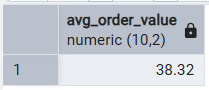 avg_order_value
numeric (10,2)
1 38.32